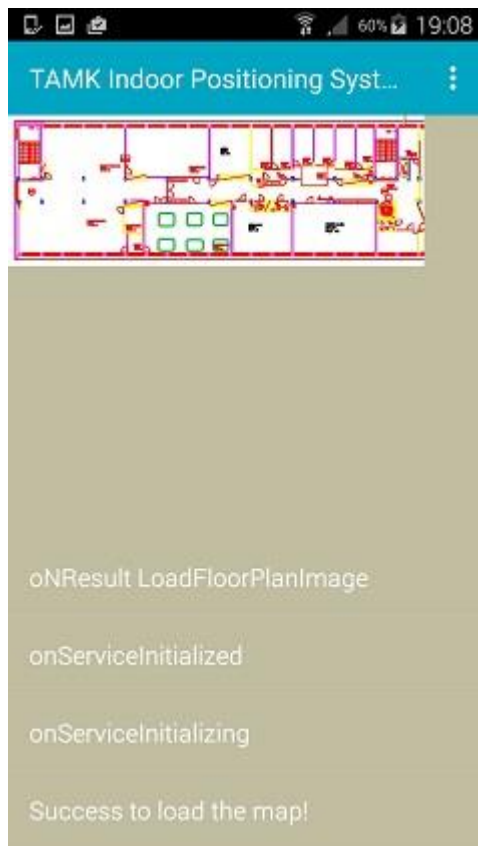 60% 19:08
TAMK Indoor Positioning Syst...
oNResult LoadFloorPlanImage
onServiceInitialized
onServiceInitializing
Success to load the map!